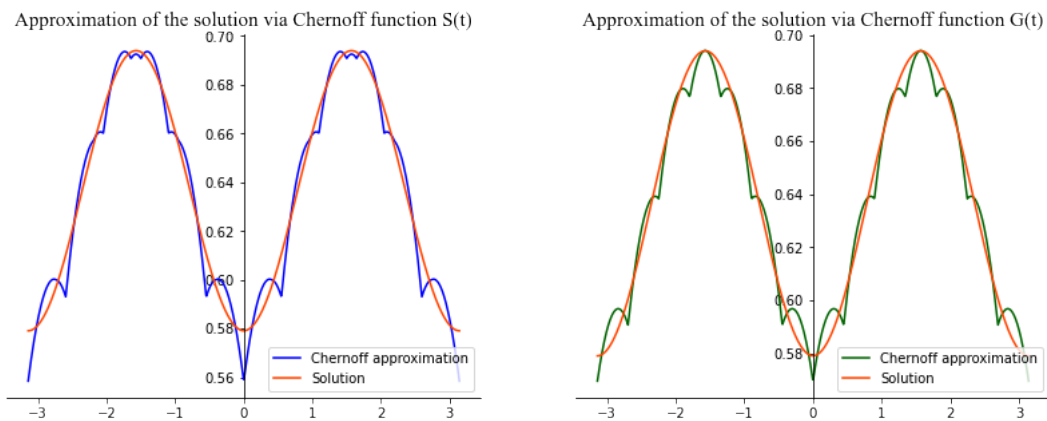 Approximation of the solution via Chernoff function S(t)
0.70
0.68
0.66
0.64
0.62
0.60
0.58
0.56
−3 −2 −1 0 1 2 3
Chernoff approximation
Solution
Approximation of the solution via Chernoff function G(t)
0.70
0.68
0.66
0.64
0.62
0.60
0.58
−3 −2 −1 0 1 2 3
Chernoff approximation
Solution